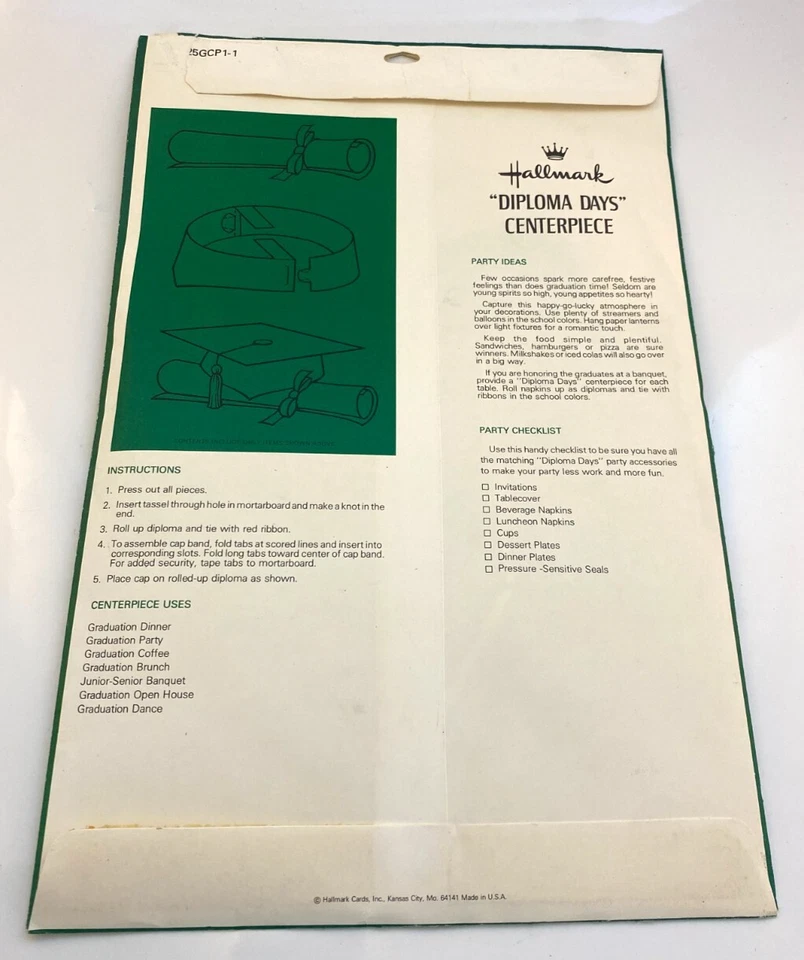 25GCP1-1
INSTRUCTIONS
1. Press out all pieces.
2. Insert tassel through hole in mortarboard and make a knot in the
end.
3. Roll up diploma and tie with red ribbon.
4. To assemble cap band, fold tabs at scored lines and insert into
corresponding slots. Fold long tabs toward center of cap band.
For added security, tape tabs to mortarboard.
5. Place cap on rolled-up diploma as shown.
CENTERPIECE USES
Graduation Dinner
Graduation Party
Graduation Coffee
Graduation Brunch
Junior-Senior Banquet
Graduation Open House
Graduation Dance
Hallmark
"DIPLOMA DAYS"
CENTERPIECE
PARTY IDEAS
Few occasions spark more carefree, festive
feelings than does graduation time! Seldom are
young spirits so high, young appetites so hearty!
Capture this happy-go-lucky atmosphere in
your decorations. Use plenty of streamers and
balloons in the school colors. Hang paper lanterns
over light fixtures for a romantic touch.
Keep the food simple and plentiful.
Sandwiches, hamburgers or pizza are sure
winners. Milkshakes or iced colas will also go over
in a big way.
If you are honoring the graduates at a banquet,
provide a "Diploma Days" centerpiece for each
table. Roll napkins up as diplomas and tie with
ribbons in the school colors.
PARTY CHECKLIST
Use this handy checklist to be sure you have all
the matching "Diploma Days" party accessories
to make your party less work and more fun.
☐ Invitations
☐ Tablecover
☐ Beverage Napkins
☐ Luncheon Napkins
☐ Cups
☐ Dessert Plates
☐ Dinner Plates
☐ Pressure -Sensitive Seals
© Hallmark Cards, Inc., Kansas City, Mo. 64141 Made in U.S.A.